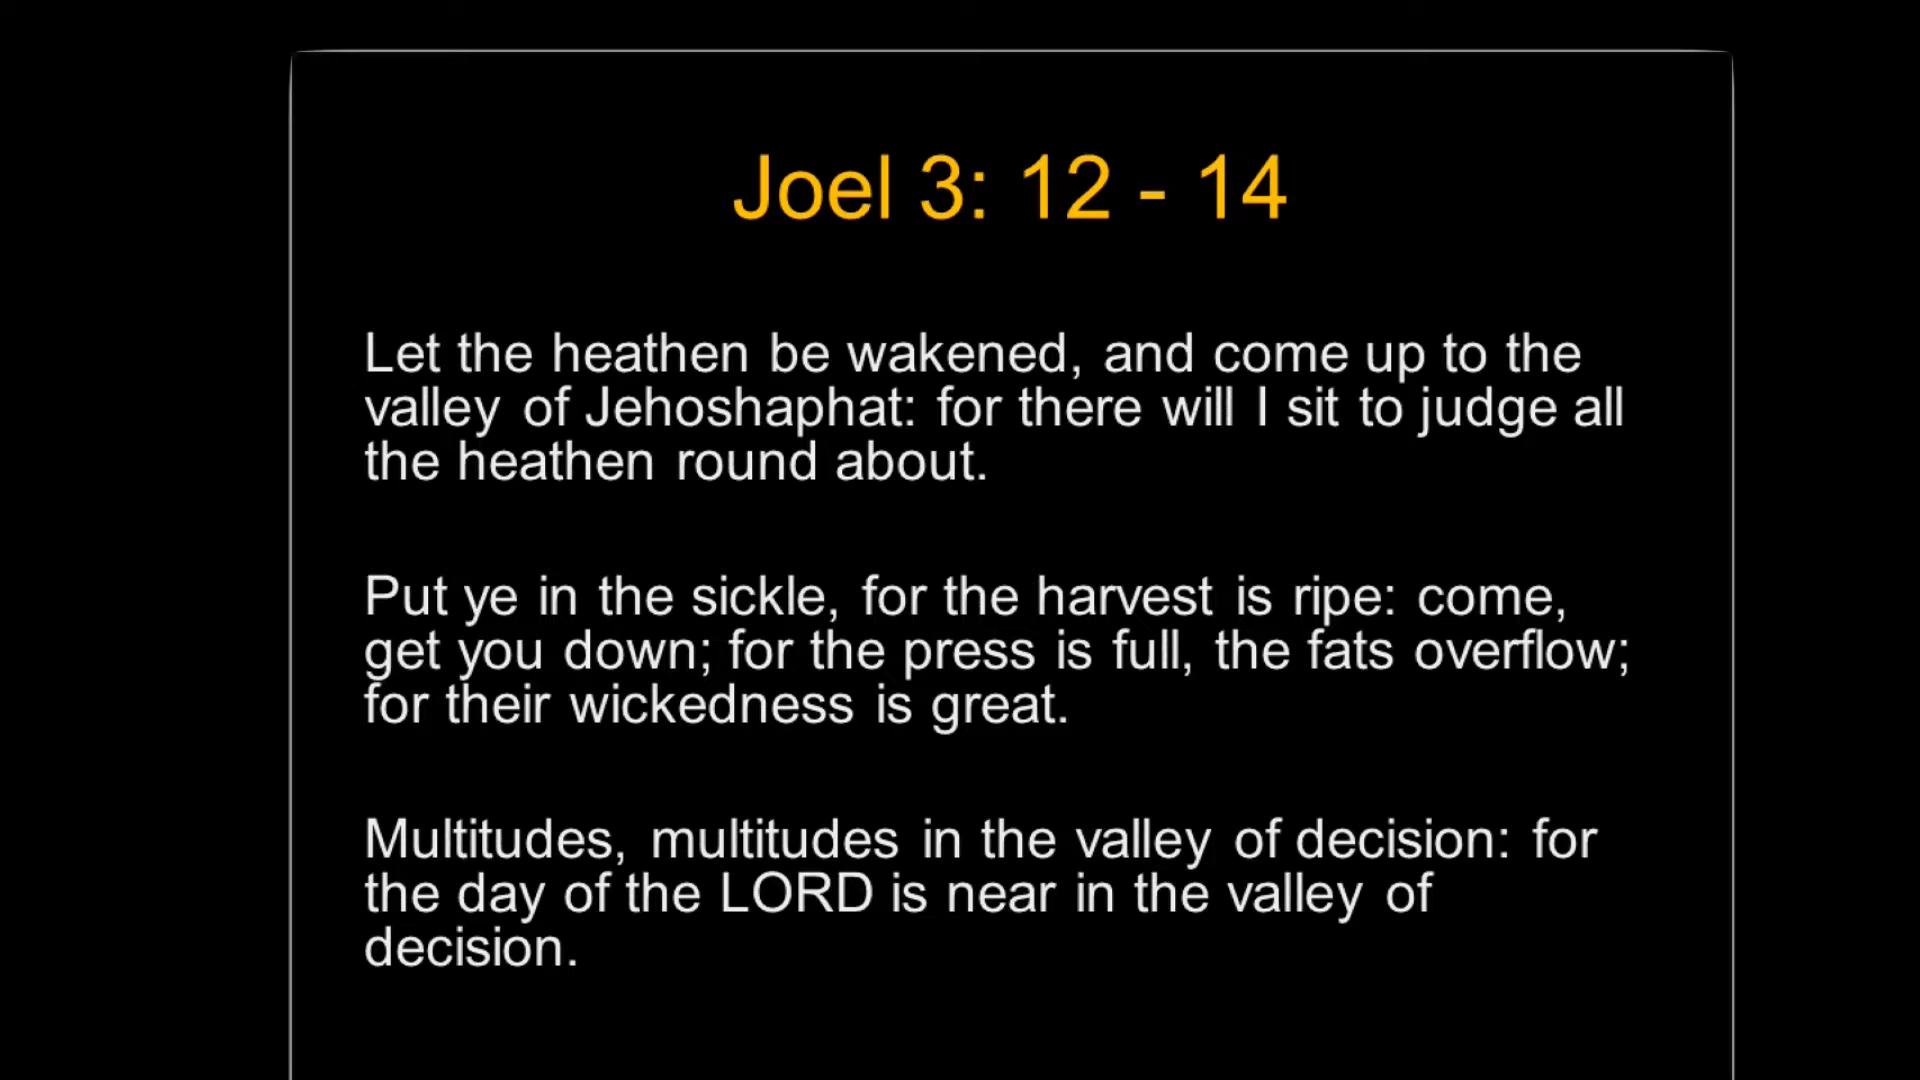 Joel 3: 12 - 14
Let the heathen be wakened, and come up to the
valley of Jehoshaphat: for there will I sit to judge all
the heathen round about.
Put ye in the sickle, for the harvest is ripe: come,
get you down; for the press is full, the fats overflow;
for their wickedness is great.
Multitudes, multitudes in the valley of decision: for
the day of the LORD is near in the valley of
decision.